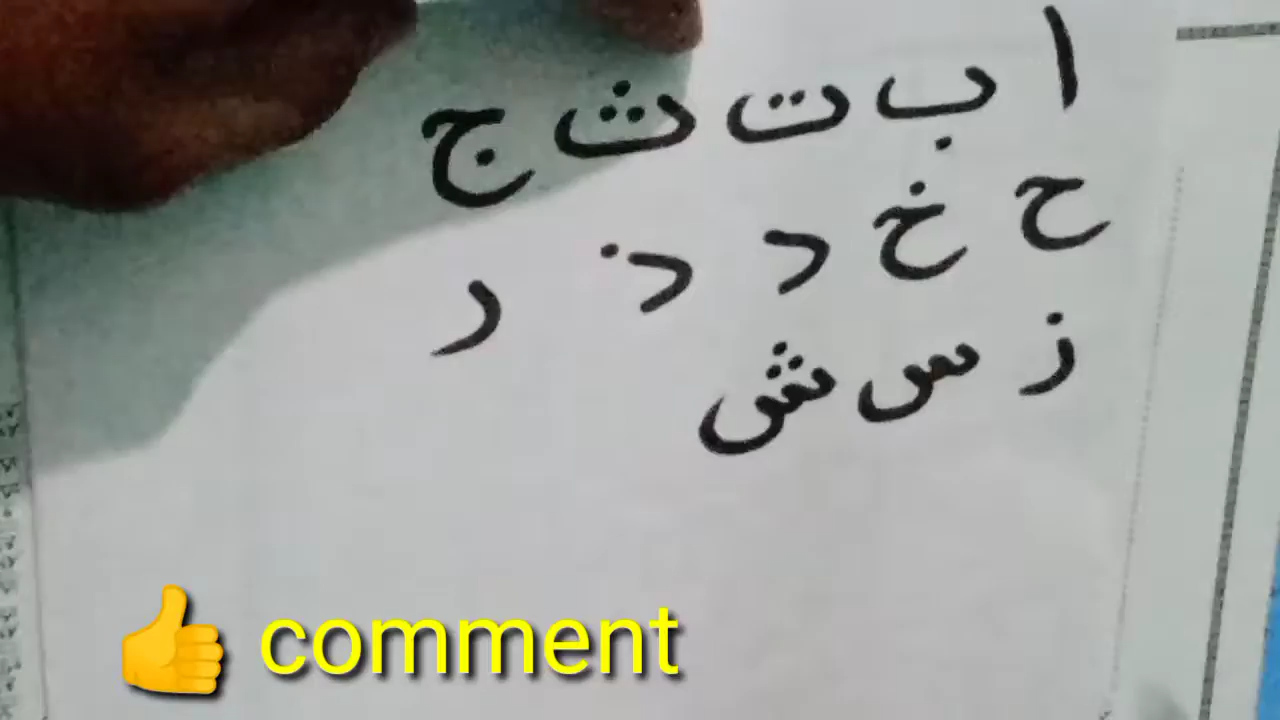 ا ب ت ث ج
ح خ د ذ ر
ز س ش
👍 comment